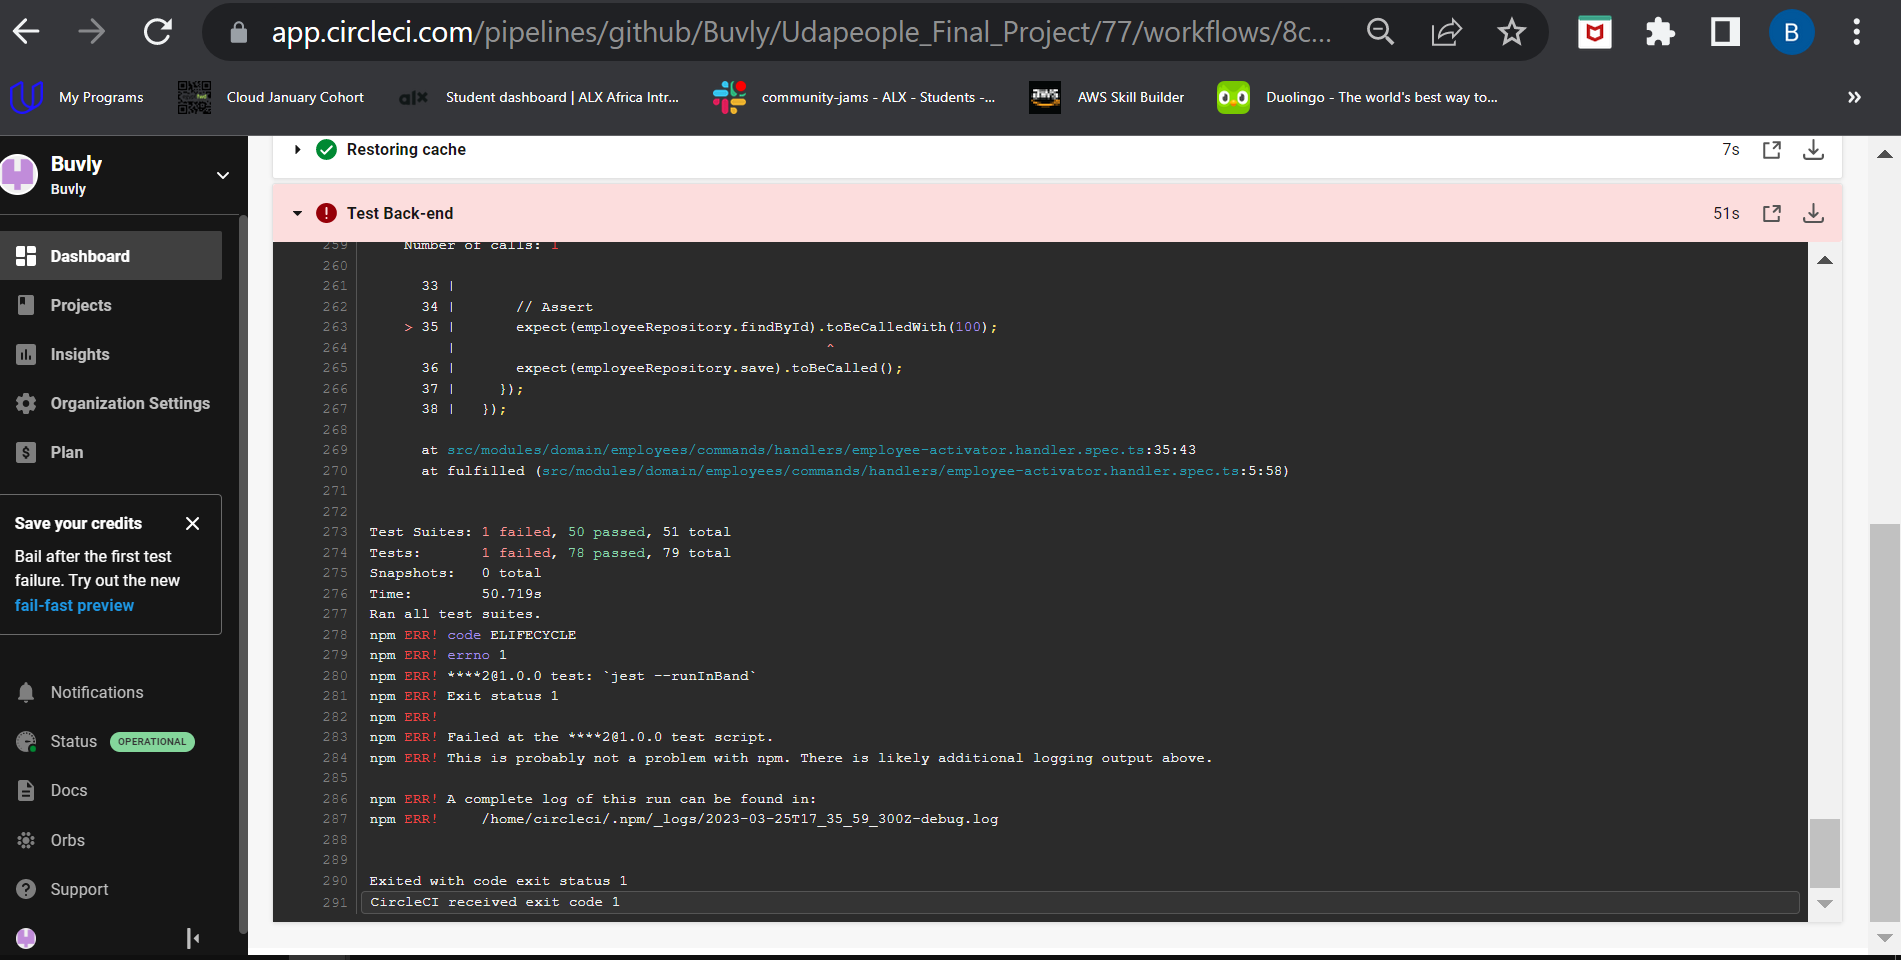 app.circleci.com/pipelines/github/Buvly/Udapeople_Final_Project/77/workflows/8c...
B
My Programs
Cloud January Cohort
alx
Student dashboard | ALX Africa Intr...
community-jams - ALX - Students -...
aws
AWS Skill Builder
Duolingo - The world's best way to...
»
Buvly
Buvly
Dashboard
Projects
Insights
Organization Settings
Plan
Save your credits
Bail after the first test
failure. Try out the new
fail-fast preview
Notifications
Status OPERATIONAL
Docs
Orbs
Support
Restoring cache 7s
Test Back-end 51s
259 Number of calls: 1
260
261 33 |
262 34 | // Assert
263 > 35 | expect(employeeRepository.findById).toBeCalledWith(100);
264 | ^
265 36 | expect(employeeRepository.save).toBeCalled();
266 37 | });
267 38 | });
268
269 at src/modules/domain/employees/commands/handlers/employee-activator.handler.spec.ts:35:43
270 at fulfilled (src/modules/domain/employees/commands/handlers/employee-activator.handler.spec.ts:5:58)
271
272
273 Test Suites: 1 failed, 50 passed, 51 total
274 Tests: 1 failed, 78 passed, 79 total
275 Snapshots: 0 total
276 Time: 50.719s
277 Ran all test suites.
278 npm ERR! code ELIFECYCLE
279 npm ERR! errno 1
280 npm ERR! ****2@1.0.0 test: `jest --runInBand`
281 npm ERR! Exit status 1
282 npm ERR!
283 npm ERR! Failed at the ****2@1.0.0 test script.
284 npm ERR! This is probably not a problem with npm. There is likely additional logging output above.
285
286 npm ERR! A complete log of this run can be found in:
287 npm ERR! /home/circleci/.npm/_logs/2023-03-25T17_35_59_300Z-debug.log
288
289
290 Exited with code exit status 1
291 CircleCI received exit code 1